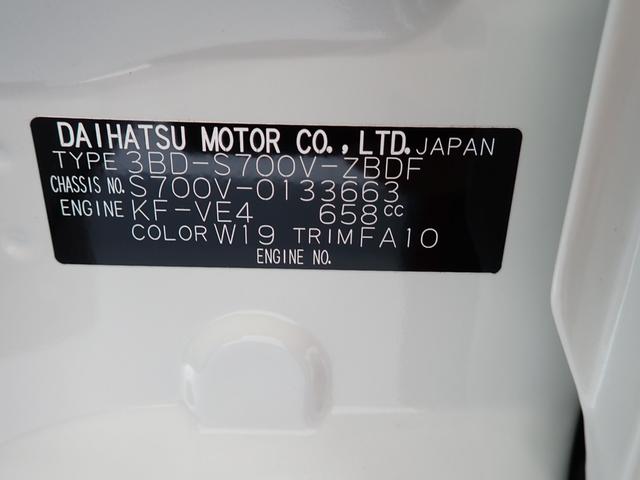 DAIHATSU MOTOR CO.,LTD. JAPAN
TYPE 3BD-S700V-ZBDF
CHASSIS NO. S700V-0133663
ENGINE KF-VE4 658cc
COLOR W19 TRIM FA10
ENGINE NO.